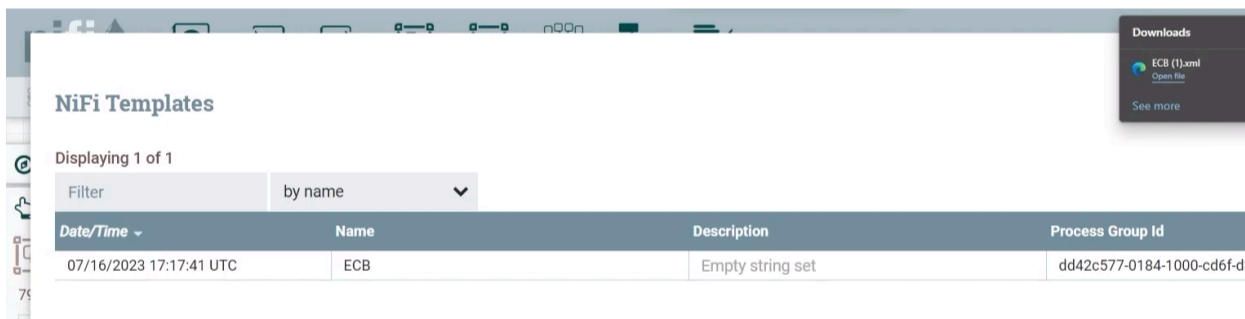 nifi
Downloads
ECB (1).xml
Open file
See more
NiFi Templates
Displaying 1 of 1
Filter by name
Date/Time Name Description Process Group Id
07/16/2023 17:17:41 UTC ECB Empty string set dd42c577-0184-1000-cd6f-d
79